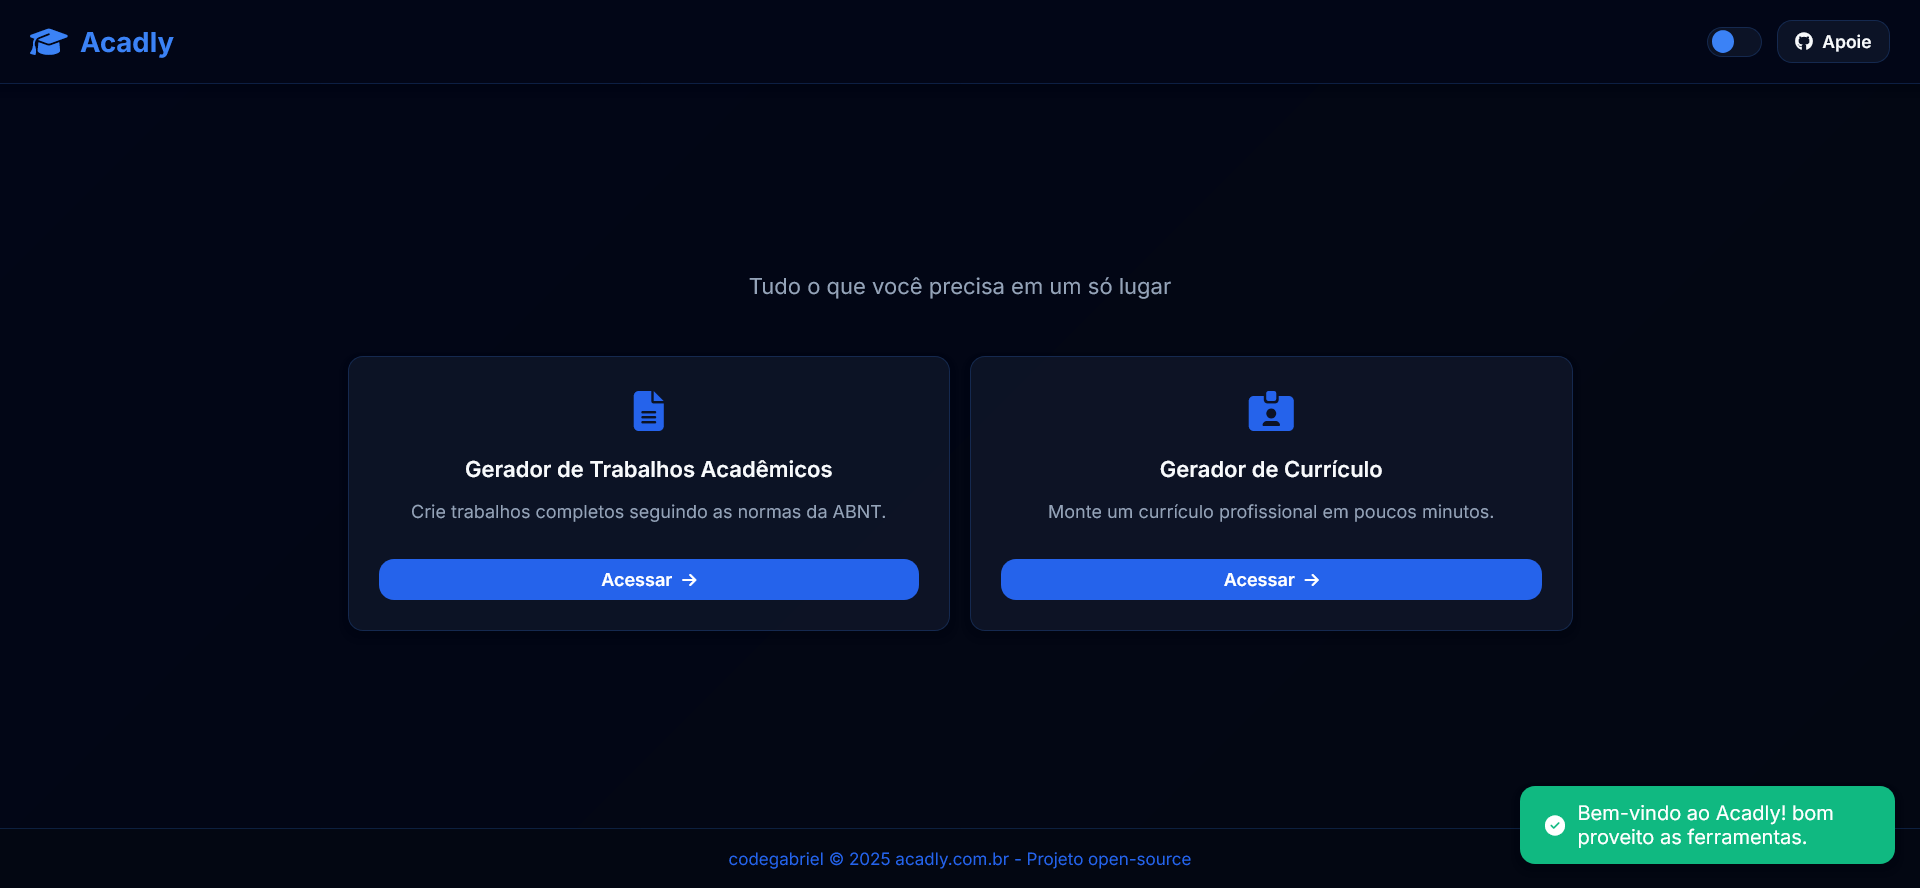 Acadly
Apoie
Tudo o que você precisa em um só lugar
Gerador de Trabalhos Acadêmicos
Crie trabalhos completos seguindo as normas da ABNT.
Acessar →
Gerador de Currículo
Monte um currículo profissional em poucos minutos.
Acessar →
Bem-vindo ao Acadly! bom
proveito as ferramentas.
codegabriel © 2025 acadly.com.br - Projeto open-source